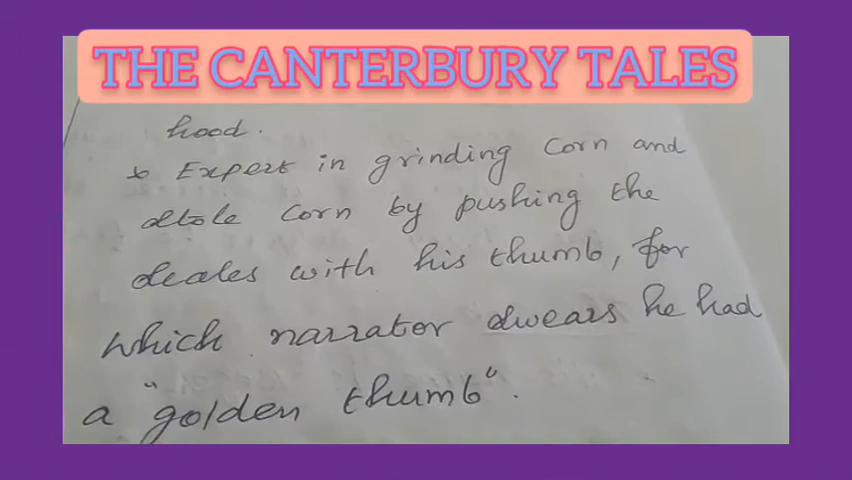 THE CANTERBURY TALES
hood.
* Expert in grinding corn and
stole corn by pushing the
scales with his thumb, for
which narrator swears he had
a "golden thumb".